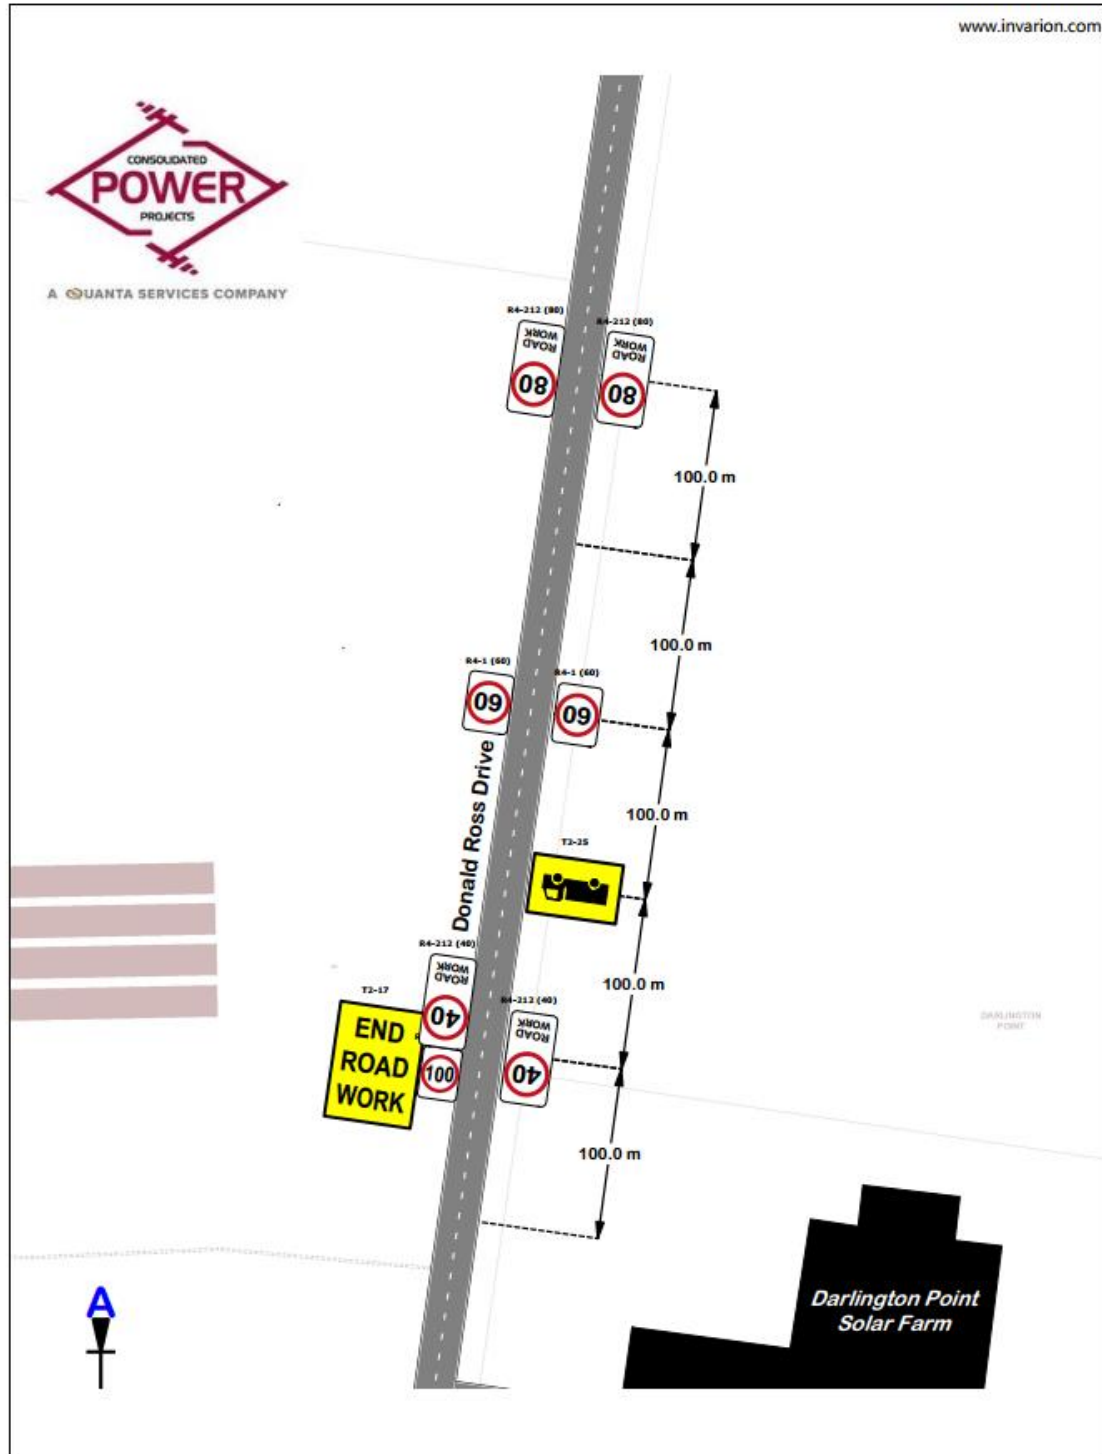 www.invarion.com
CONSOLIDATED
POWER
PROJECTS
A QUANTA SERVICES COMPANY
R4-212 (80)
ROAD
WORK
80
R4-212 (80)
ROAD
WORK
80
100.0 m
100.0 m
R4-1 (60)
60
R4-1 (60)
60
Donald Ross Drive
100.0 m
T2-25
R4-212 (40)
ROAD
WORK
40
100.0 m
T2-17
END
ROAD
WORK
100
R4-212 (40)
ROAD
WORK
40
DARLINGTON
POINT
100.0 m
Darlington Point
Solar Farm
A